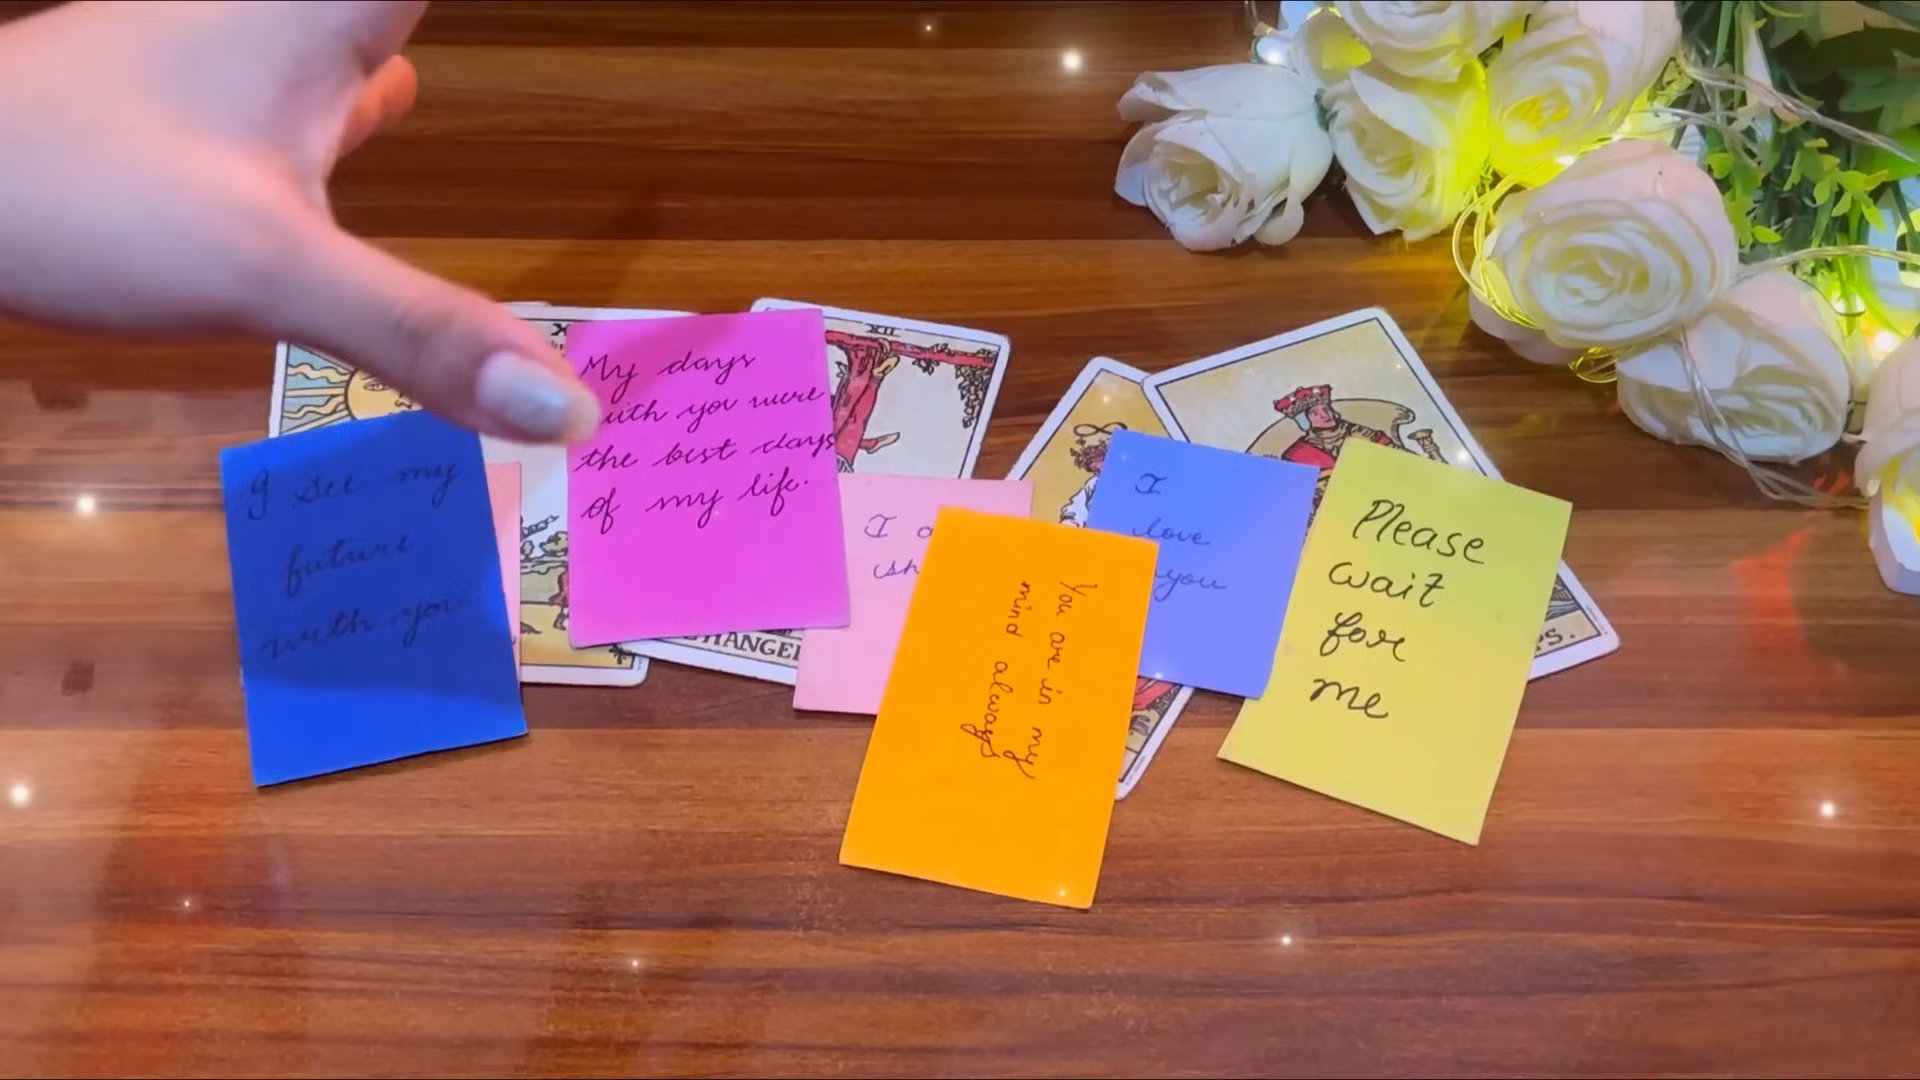 I see my
future
with you
My days
with you were
the best days
of my life.
XII
I
You are in my
mind always
I
love
you
Please
wait
for
me